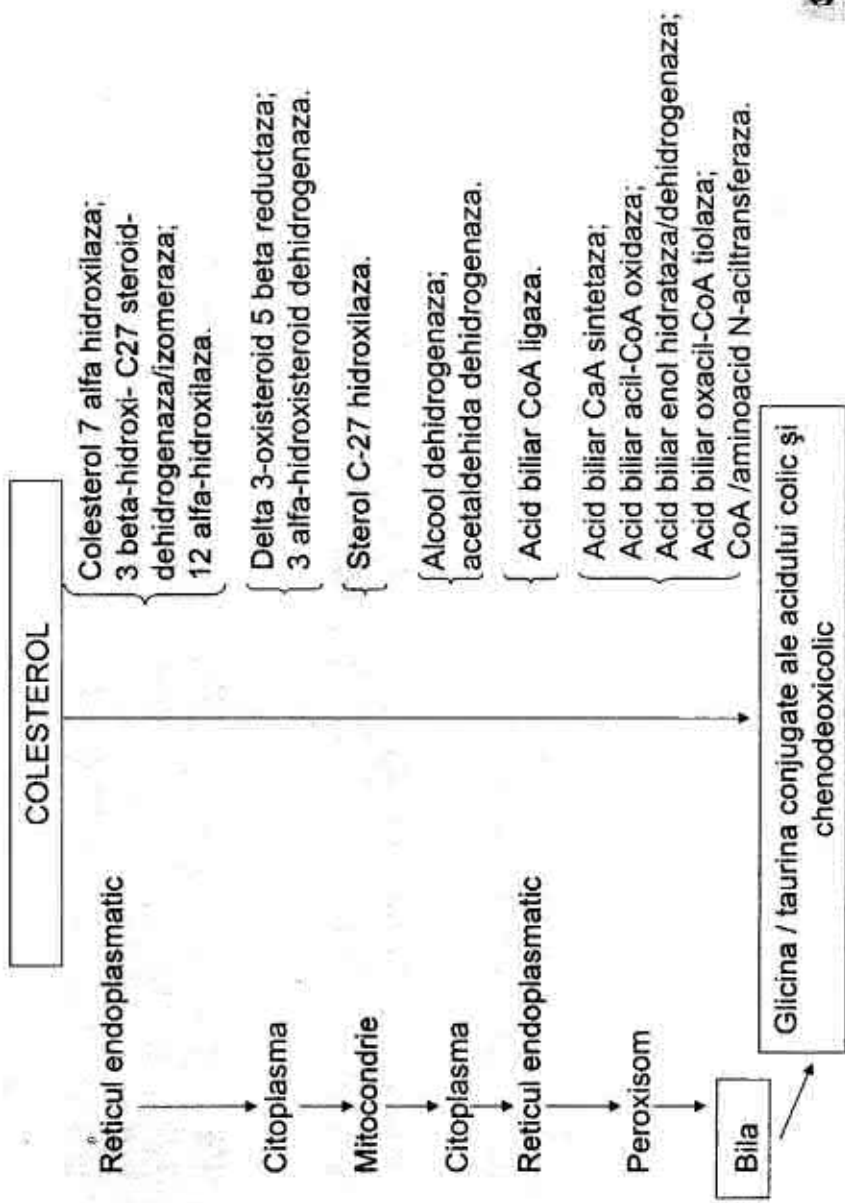 COLESTEROL
Reticul endoplasmatic
Colesterol 7 alfa hidroxilaza;
3 beta-hidroxi- C27 steroid-
dehidrogenaza/izomeraza;
12 alfa-hidroxilaza.
Citoplasma
Delta 3-oxisteroid 5 beta reductaza;
3 alfa-hidroxisteroid dehidrogenaza.
Mitocondrie
Sterol C-27 hidroxilaza.
Citoplasma
Alcool dehidrogenaza;
acetaldehida dehidrogenaza.
Reticul endoplasmatic
Acid biliar CoA ligaza.
Peroxisom
Acid biliar CaA sintetaza;
Acid biliar acil-CoA oxidaza;
Acid biliar enol hidrataza/dehidrogenaza;
Acid biliar oxacil-CoA tiolaza;
CoA /aminoacid N-aciltransferaza.
Bila
Glicina / taurina conjugate ale acidului colic şi
chenodeoxicolic